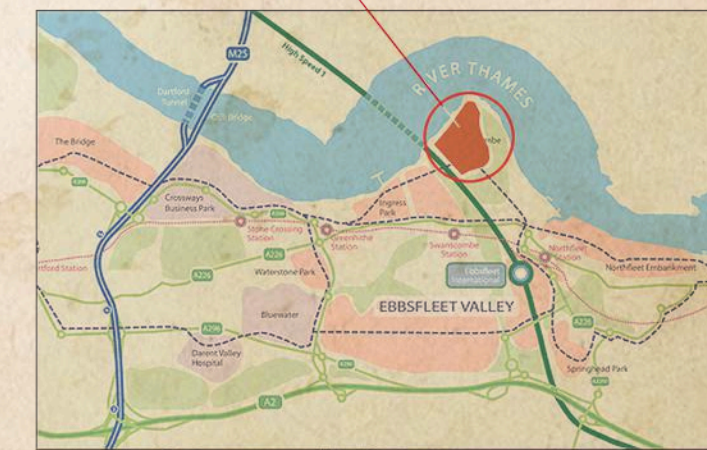 M25
High Speed 1
RIVER THAMES
Dartford
Tunnel
Bridge
The Bridge
Crossways
Business Park
Ingress
Park
Stone Crossing
Station
Greenhithe
Station
Swanscombe
Station
Northfleet
Station
A226
A226
Waterstone Park
Ebbsfleet
International
Northfleet Embankment
EBBSFLEET VALLEY
Bluewater
A296
A226
Darent Valley
Hospital
Springhead Park
A2